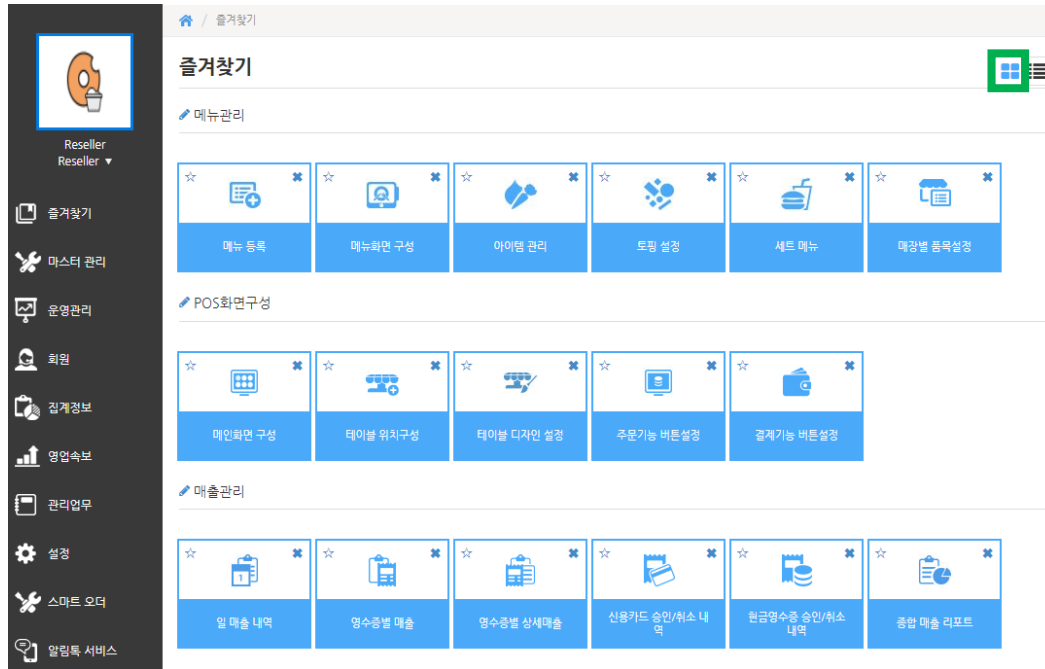 / 즐겨찾기
Reseller
Reseller ▼
즐겨찾기
마스터 관리
운영관리
회원
집계정보
영업속보
관리업무
설정
스마트 오더
알림톡 서비스
즐겨찾기
메뉴관리
메뉴 등록
메뉴화면 구성
아이템 관리
토핑 설정
세트 메뉴
매장별 품목설정
POS화면구성
메인화면 구성
테이블 위치구성
테이블 디자인 설정
주문기능 버튼설정
결제기능 버튼설정
매출관리
1
일 매출 내역
영수증별 매출
영수증별 상세매출
신용카드 승인/취소 내
역
현금영수증 승인/취소
내역
종합 매출 리포트